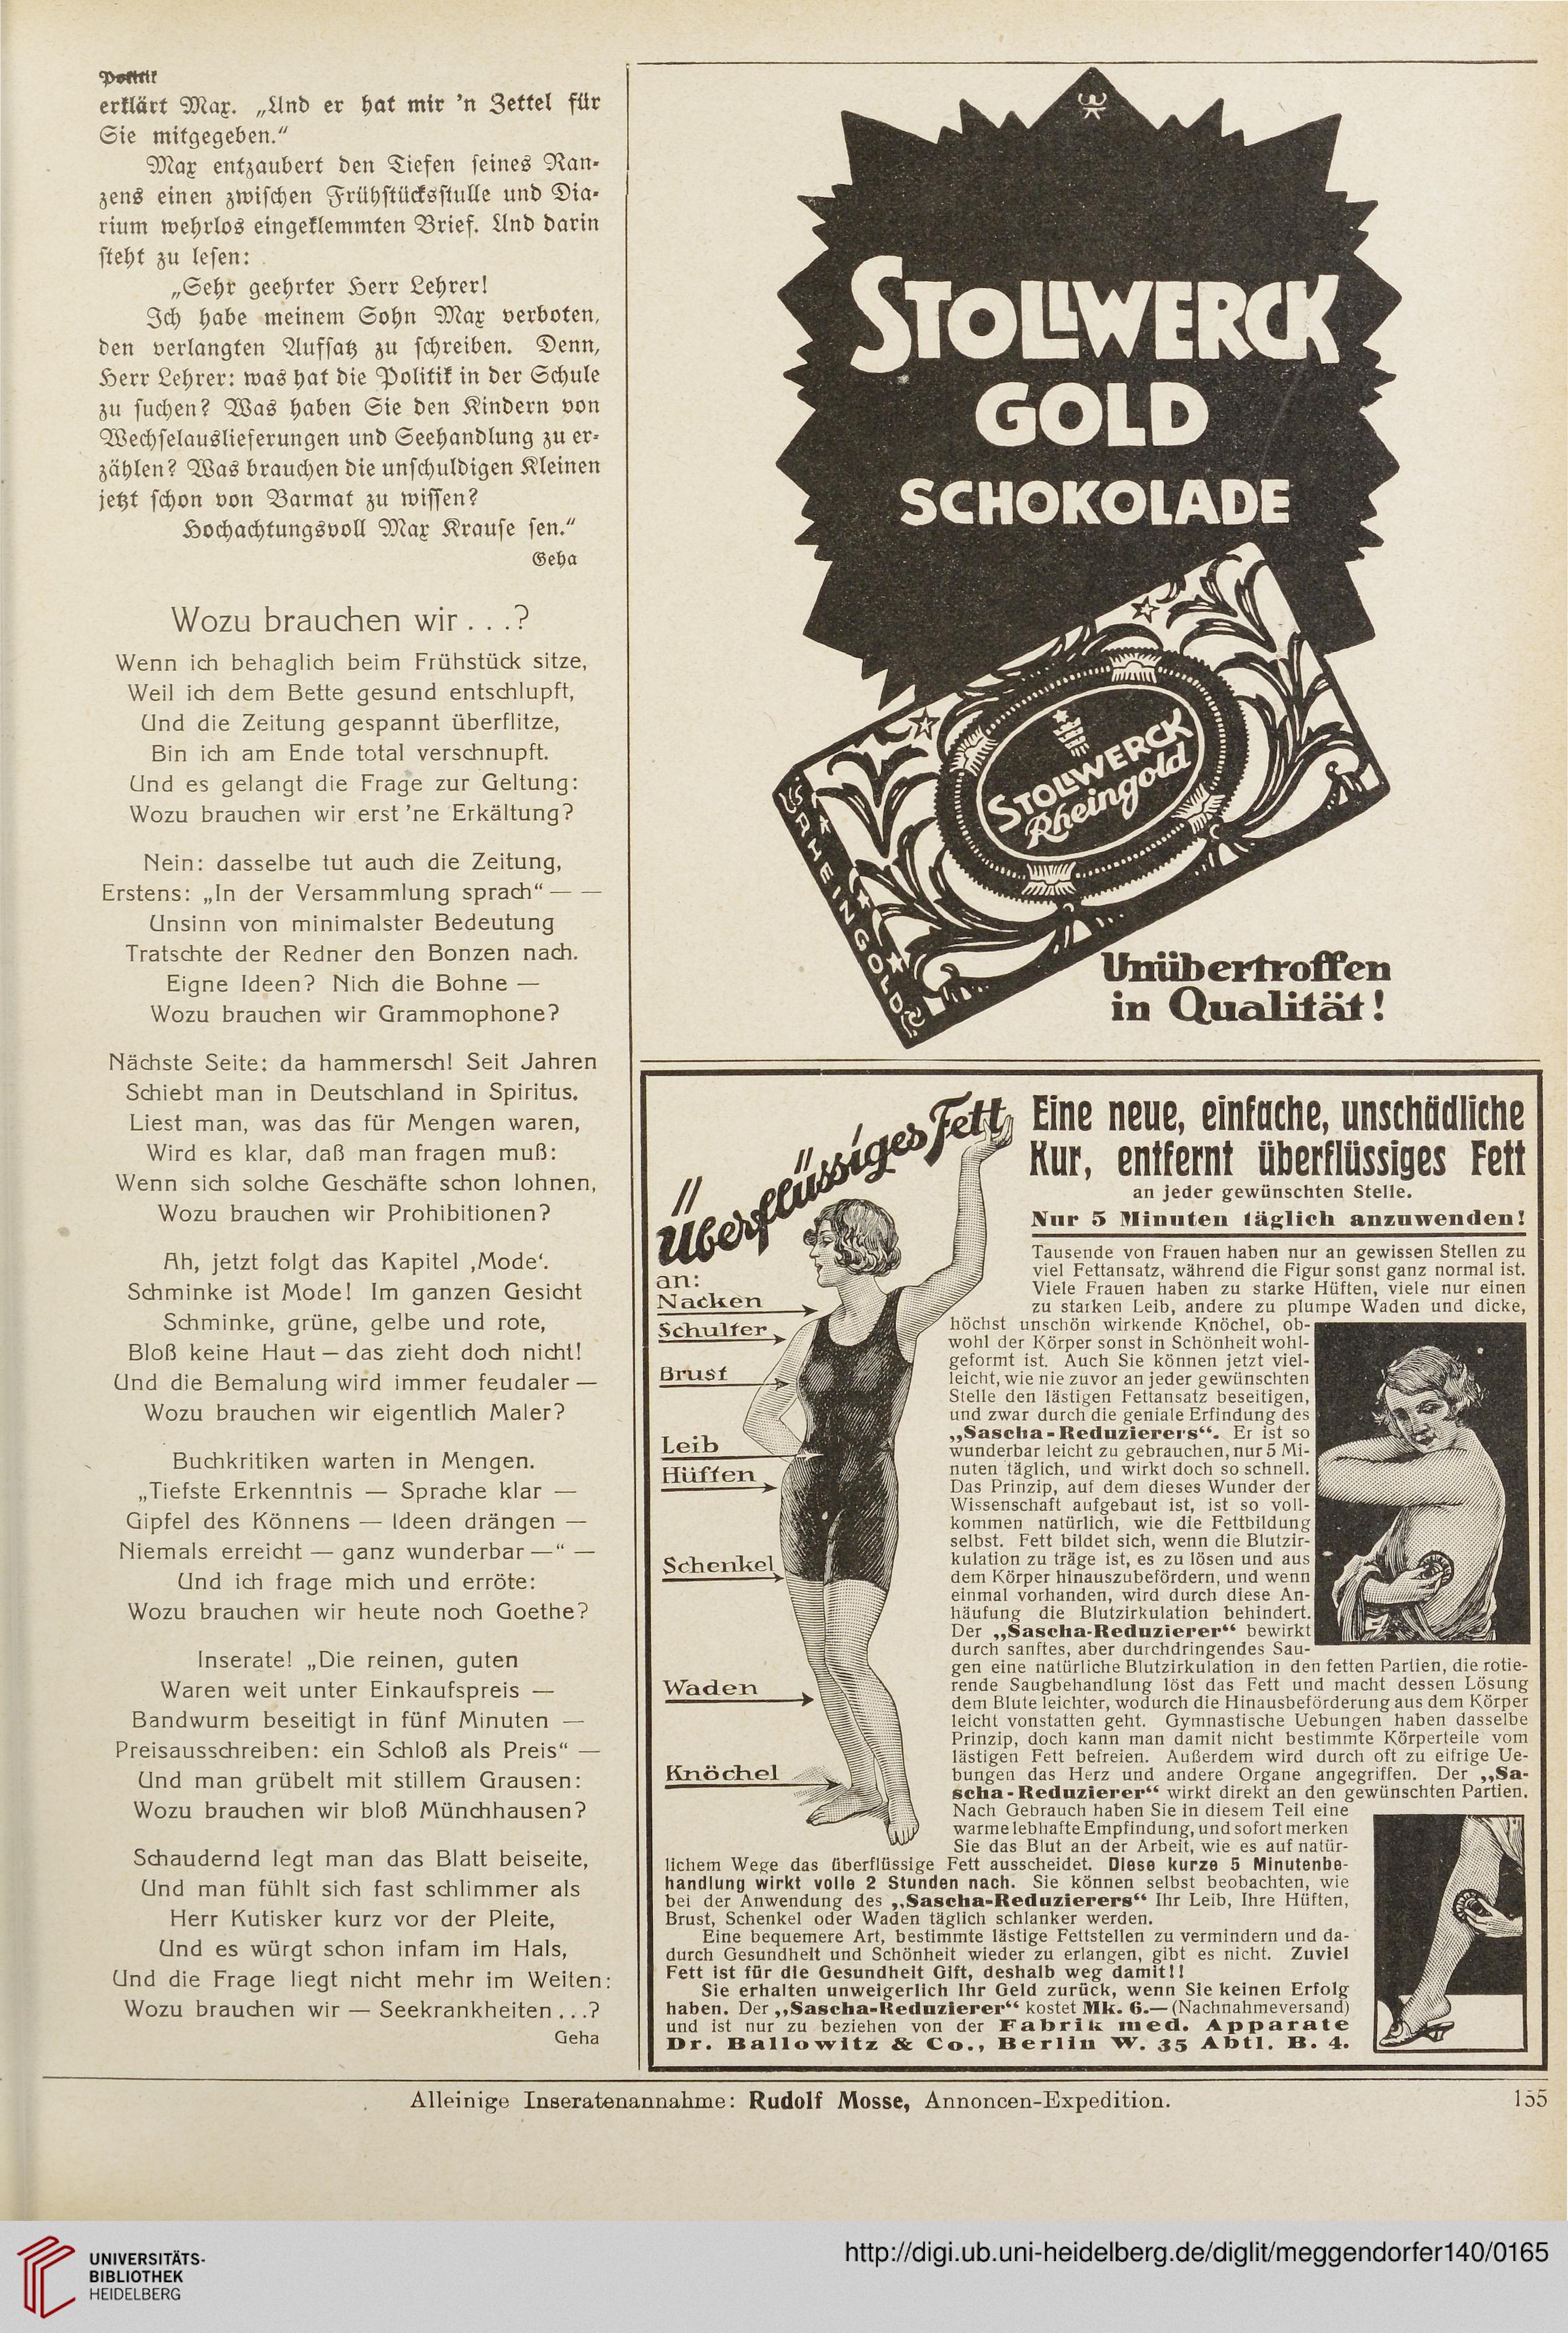 Politik
erklärt Max. „Und er hat mir 'n Zettel für
Sie mitgegeben."
Max entzaubert den Tiefen seines Ran-
zens einen zwischen Frühstücksstulle und Dia-
rium wehrlos eingeklemmten Brief. Und darin
steht zu lesen:
„Sehr geehrter Herr Lehrer!
Ich habe meinem Sohn Max verboten,
den verlangten Aufsatz zu schreiben. Denn,
Herr Lehrer: was hat die Politik in der Schule
zu suchen? Was haben Sie den Kindern von
Wechselauslieferungen und Seehandlung zu er-
zählen? Was brauchen die unschuldigen Kleinen
jetzt schon von Barmat zu wissen?
Hochachtungsvoll Max Krause sen."
Geha
Wozu brauchen wir . . .?
Wenn ich behaglich beim Frühstück sitze,
Weil ich dem Bette gesund entschlupft,
Und die Zeitung gespannt überflitze,
Bin ich am Ende total verschnupft.
Und es gelangt die Frage zur Geltung:
Wozu brauchen wir erst 'ne Erkältung?
Nein: dasselbe tut auch die Zeitung,
Erstens: „In der Versammlung sprach" — —
Unsinn von minimalster Bedeutung
Tratschte der Redner den Bonzen nach.
Eigne Ideen? Nich die Bohne —
Wozu brauchen wir Grammophone?
Nächste Seite: da hammersch! Seit Jahren
Schiebt man in Deutschland in Spiritus.
Liest man, was das für Mengen waren,
Wird es klar, daß man fragen muß:
Wenn sich solche Geschäfte schon lohnen,
Wozu brauchen wir Prohibitionen?
Ah, jetzt folgt das Kapitel ‚Mode'.
Schminke ist Mode! Im ganzen Gesicht
Schminke, grüne, gelbe und rote,
Bloß keine Haut — das zieht doch nicht!
Und die Bemalung wird immer feudaler —
Wozu brauchen wir eigentlich Maler?
Buchkritiken warten in Mengen.
„Tiefste Erkenntnis — Sprache klar —
Gipfel des Könnens — Ideen drängen —
Niemals erreicht — ganz wunderbar —" —
Und ich frage mich und erröte:
Wozu brauchen wir heute noch Goethe?
Inserate! „Die reinen, guten
Waren weit unter Einkaufspreis —
Bandwurm beseitigt in fünf Minuten —
Preisausschreiben: ein Schloß als Preis" —
Und man grübelt mit stillem Grausen:
Wozu brauchen wir bloß Münchhausen?
Schaudernd legt man das Blatt beiseite,
Und man fühlt sich fast schlimmer als
Herr Kutisker kurz vor der Pleite,
Und es würgt schon infam im Hals,
Und die Frage liegt nicht mehr im Weiten:
Wozu brauchen wir — Seekrankheiten . . .?
Geha
STOLLWERCK
GOLD
SCHOKOLADE
STOLLWERCK
Rheingold
RHEINGOLD
Unübertroffen
in Qualität!
Überflüssiges Fett
an:
Nacken
Schulter
Brust
Leib
Hüften
Schenkel
Waden
Knöchel
Eine neue, einfache, unschädliche
Kur, entfernt überflüssiges Fett
an jeder gewünschten Stelle.
Nur 5 Minuten täglich anzuwenden!
Tausende von Frauen haben nur an gewissen Stellen zu
viel Fettansatz, während die Figur sonst ganz normal ist.
Viele Frauen haben zu starke Hüften, viele nur einen
zu starken Leib, andere zu plumpe Waden und dicke,
höchst unschön wirkende Knöchel, ob-
wohl der Körper sonst in Schönheit wohl-
geformt ist. Auch Sie können jetzt viel-
leicht, wie nie zuvor an jeder gewünschten
Stelle den lästigen Fettansatz beseitigen,
und zwar durch die geniale Erfindung des
„Sascha-Reduzierers". Er ist so
wunderbar leicht zu gebrauchen, nur 5 Mi-
nuten täglich, und wirkt doch so schnell.
Das Prinzip, auf dem dieses Wunder der
Wissenschaft aufgebaut ist, ist so voll-
kommen natürlich, wie die Fettbildung
selbst. Fett bildet sich, wenn die Blutzir-
kulation zu träge ist, es zu lösen und aus
dem Körper hinauszubefördern, und wenn
einmal vorhanden, wird durch diese An-
häufung die Blutzirkulation behindert.
Der „Sascha-Reduzierer" bewirkt
durch sanftes, aber durchdringendes Sau-
gen eine natürliche Blutzirkulation in den fetten Partien, die rotie-
rende Saugbehandlung löst das Fett und macht dessen Lösung
dem Blute leichter, wodurch die Hinausbeförderung aus dem Körper
leicht vonstatten geht. Gymnastische Uebungen haben dasselbe
Prinzip, doch kann man damit nicht bestimmte Körperteile vom
lästigen Fett befreien. Außerdem wird durch oft zu eifrige Ue-
bungen das Herz und andere Organe angegriffen. Der „Sa-
scha-Reduzierer" wirkt direkt an den gewünschten Partien.
Nach Gebrauch haben Sie in diesem Teil eine
warme lebhafte Empfindung, und sofort merken
Sie das Blut an der Arbeit, wie es auf natür-
lichem Wege das überflüssige Fett ausscheidet. Diese kurze 5 Minutenbe-
handlung wirkt volle 2 Stunden nach. Sie können selbst beobachten, wie
bei der Anwendung des „Sascha-Reduzierers" Ihr Leib, Ihre Hüften,
Brust, Schenkel oder Waden täglich schlanker werden.
Eine bequemere Art, bestimmte lästige Fettstellen zu vermindern und da-
durch Gesundheit und Schönheit wieder zu erlangen, gibt es nicht. Zuviel
Fett ist für die Gesundheit Gift, deshalb weg damit!!
Sie erhalten unweigerlich Ihr Geld zurück, wenn Sie keinen Erfolg
haben. Der „Sascha-Reduzierer" kostet Mk. 6.— (Nachnahmeversand)
und ist nur zu beziehen von der Fabrik med. Apparate
Dr. Ballowitz & Co., Berlin W. 35 Abtl. B. 4.
Alleinige Inseratenannahme: Rudolf Mosse, Annoncen-Expedition.
155
UNIVERSITÄTS-
BIBLIOTHEK
HEIDELBERG
http://digi.ub.uni-heidelberg.de/diglit/meggendorfer140/0165